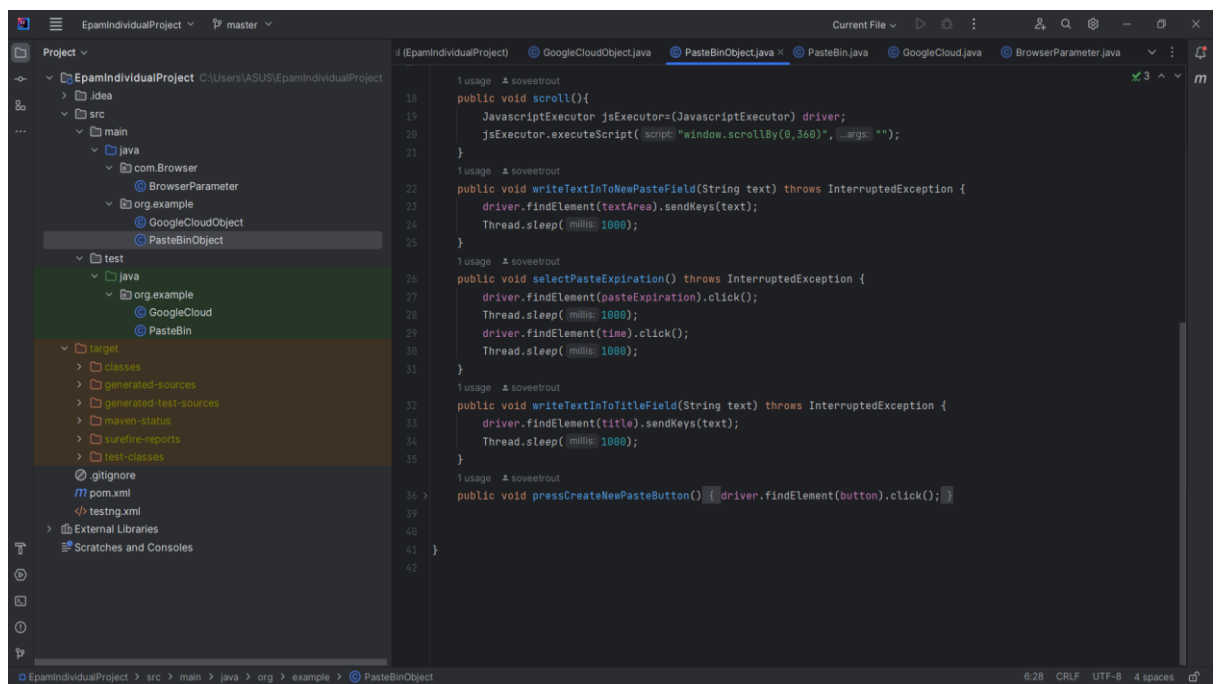 EpamIndividualProject
master
Current File
Project
EpamIndividualProject C:\Users\ASUS\EpamIndividualProject
.idea
src
main
java
com.Browser
BrowserParameter
org.example
GoogleCloudObject
PasteBinObject
test
java
org.example
GoogleCloud
PasteBin
target
classes
generated-sources
generated-test-sources
maven-status
surefire-reports
test-classes
.gitignore
m pom.xml
</> testng.xml
External Libraries
Scratches and Consoles
(EpamIndividualProject) GoogleCloudObject.java PasteBinObject.java PasteBin.java GoogleCloud.java BrowserParameter.java
3
m
1 usage soveetrout
18 public void scroll(){
19 JavascriptExecutor jsExecutor=(JavascriptExecutor) driver;
20 jsExecutor.executeScript( script: "window.scrollBy(0,360)", ...args: "");
21 }
1 usage soveetrout
22 public void writeTextInToNewPasteField(String text) throws InterruptedException {
23 driver.findElement(textArea).sendKeys(text);
24 Thread.sleep( millis: 1000);
25 }
1 usage soveetrout
26 public void selectPasteExpiration() throws InterruptedException {
27 driver.findElement(pasteExpiration).click();
28 Thread.sleep( millis: 1000);
29 driver.findElement(time).click();
30 Thread.sleep( millis: 1000);
31 }
1 usage soveetrout
32 public void writeTextInToTitleField(String text) throws InterruptedException {
33 driver.findElement(title).sendKeys(text);
34 Thread.sleep( millis: 1000);
35 }
1 usage soveetrout
36 public void pressCreateNewPasteButton() { driver.findElement(button).click(); }
39
40
41 }
42
EpamIndividualProject > src > main > java > org > example > PasteBinObject
6:28 CRLF UTF-8 4 spaces